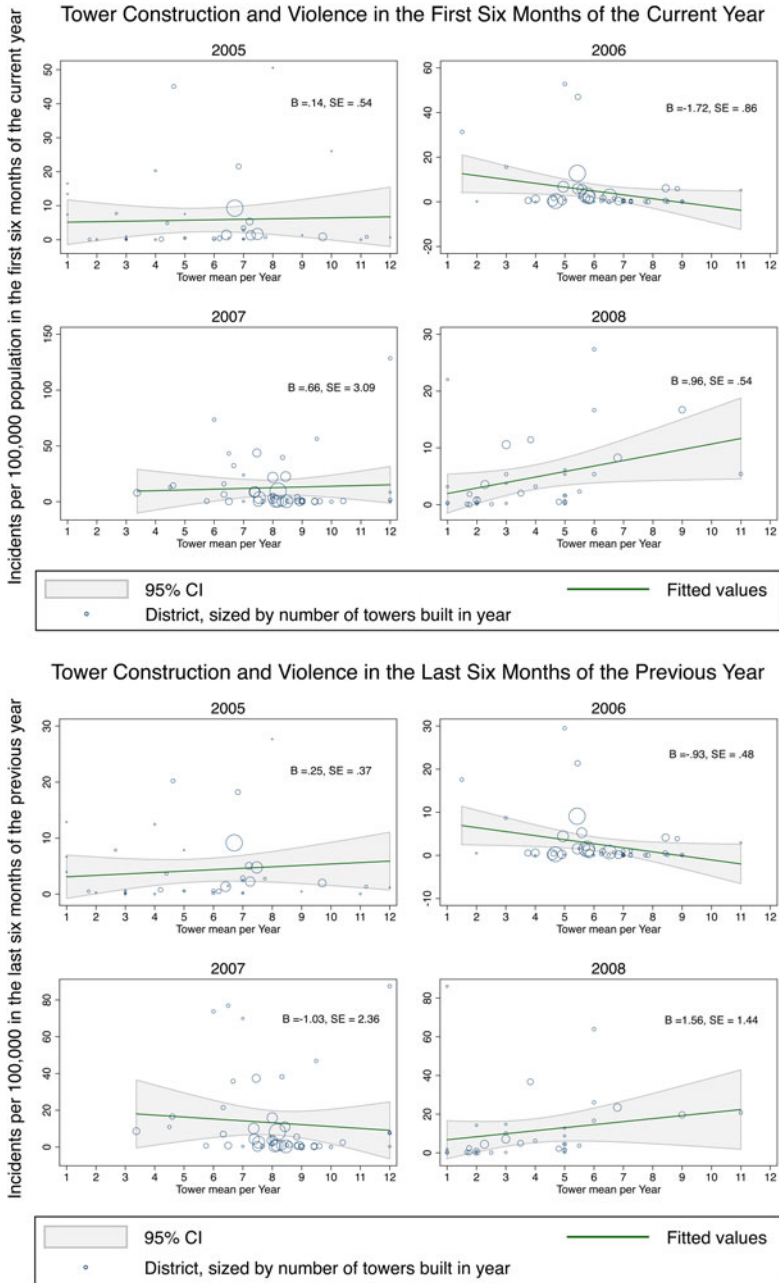 Tower Construction and Violence in the First Six Months of the Current Year
Incidents per 100,000 population in the first six months of the current year
2005
50
40
30
20
10
0
B =.14, SE = .54
1 2 3 4 5 6 7 8 9 10 11 12
Tower mean per Year
2006
60
40
20
0
-20
B =-1.72, SE = .86
1 2 3 4 5 6 7 8 9 10 11 12
Tower mean per Year
2007
150
100
50
0
B =.66, SE = 3.09
1 2 3 4 5 6 7 8 9 10 11 12
Tower mean per Year
2008
30
20
10
0
B =.96, SE = .54
1 2 3 4 5 6 7 8 9 10 11 12
Tower mean per Year
95% CI
Fitted values
District, sized by number of towers built in year
Tower Construction and Violence in the Last Six Months of the Previous Year
Incidents per 100,000 in the last six months of the previous year
2005
30
20
10
0
B =.25, SE = .37
1 2 3 4 5 6 7 8 9 10 11 12
Tower mean per Year
2006
30
20
10
0
-10
B =-.93, SE = .48
1 2 3 4 5 6 7 8 9 10 11 12
Tower mean per Year
2007
80
60
40
20
0
B =-1.03, SE = 2.36
1 2 3 4 5 6 7 8 9 10 11 12
Tower mean per Year
2008
80
60
40
20
0
B =1.56, SE = 1.44
1 2 3 4 5 6 7 8 9 10 11 12
Tower mean per Year
95% CI
Fitted values
District, sized by number of towers built in year